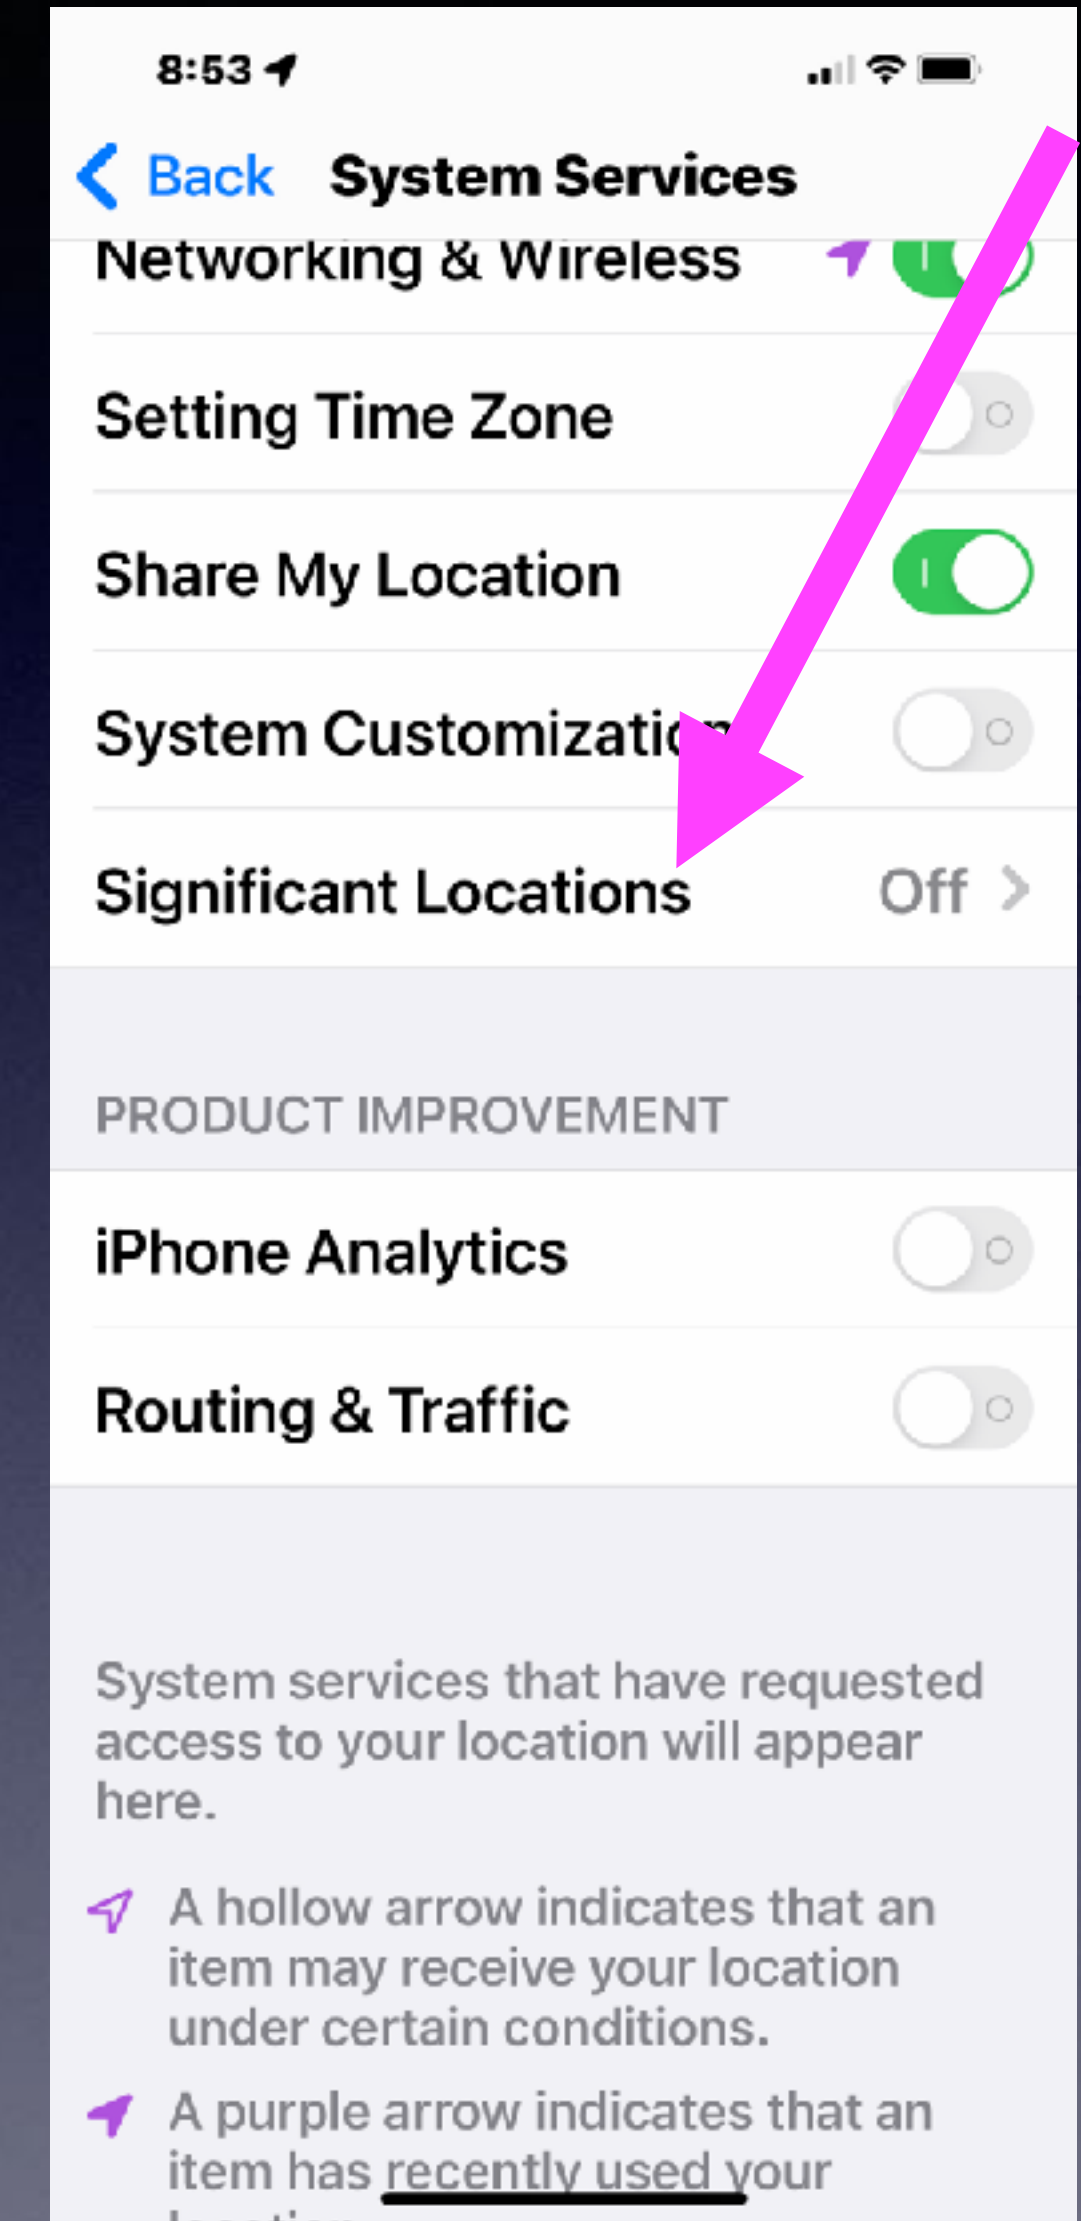 8:53
Back System Services
Networking & Wireless
Setting Time Zone
Share My Location
System Customization
Significant Locations Off
PRODUCT IMPROVEMENT
iPhone Analytics
Routing & Traffic
System services that have requested
access to your location will appear
here.
A hollow arrow indicates that an
item may receive your location
under certain conditions.
A purple arrow indicates that an
item has recently used your